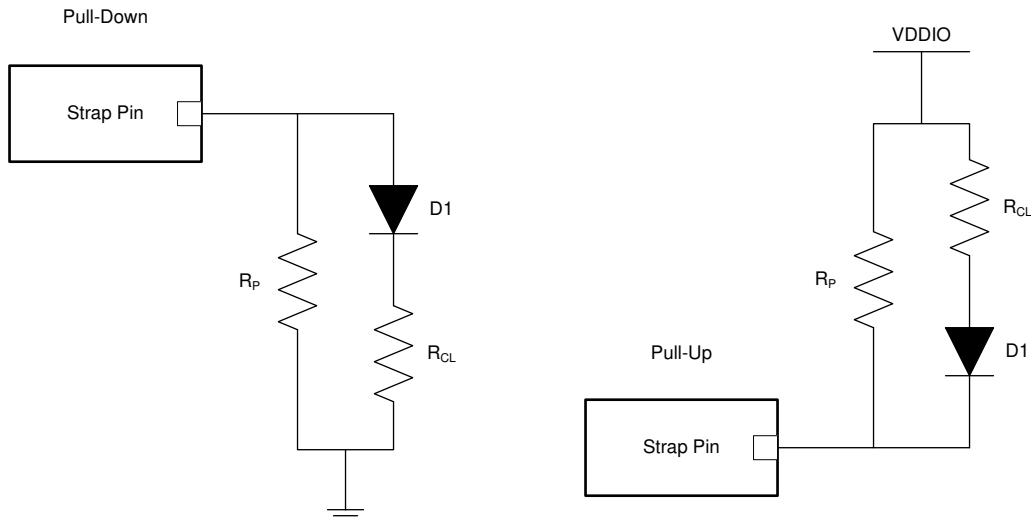 Pull-Down
Strap Pin
D1
RP
RCL
VDDIO
RCL
RP
D1
Pull-Up
Strap Pin